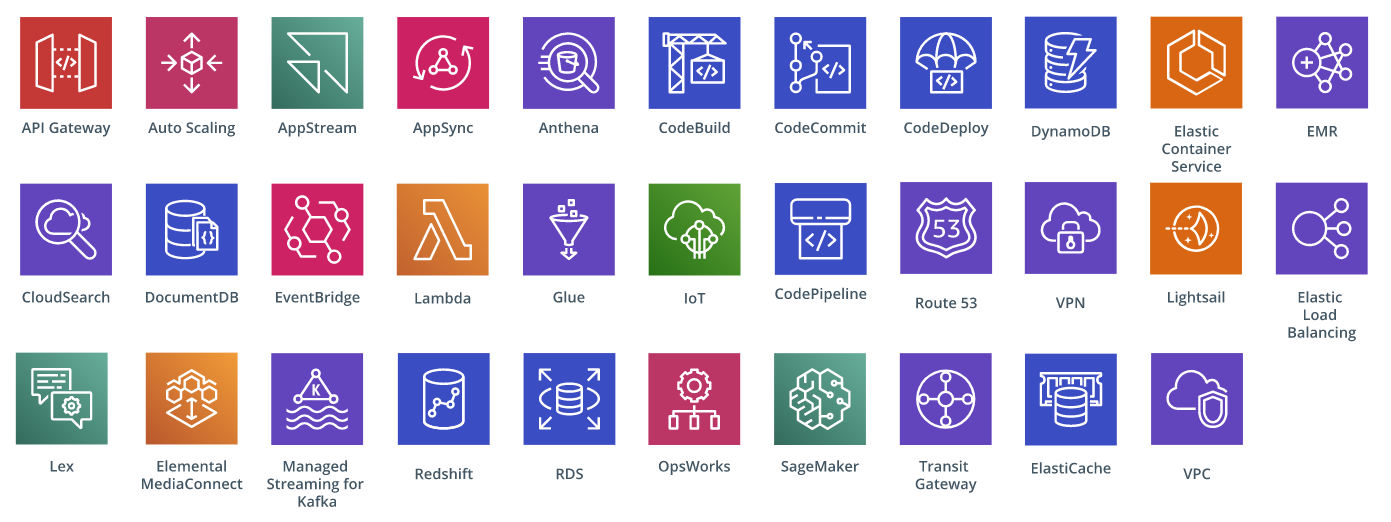 API Gateway
Auto Scaling
AppStream
AppSync
Anthena
CodeBuild
CodeCommit
CodeDeploy
DynamoDB
Elastic
Container
Service
EMR
53
CloudSearch
DocumentDB
EventBridge
Lambda
Glue
IoT
CodePipeline
Route 53
VPN
Lightsail
Elastic
Load
Balancing
K
Lex
Elemental
MediaConnect
Managed
Streaming for
Kafka
Redshift
RDS
OpsWorks
SageMaker
Transit
Gateway
ElastiCache
VPC